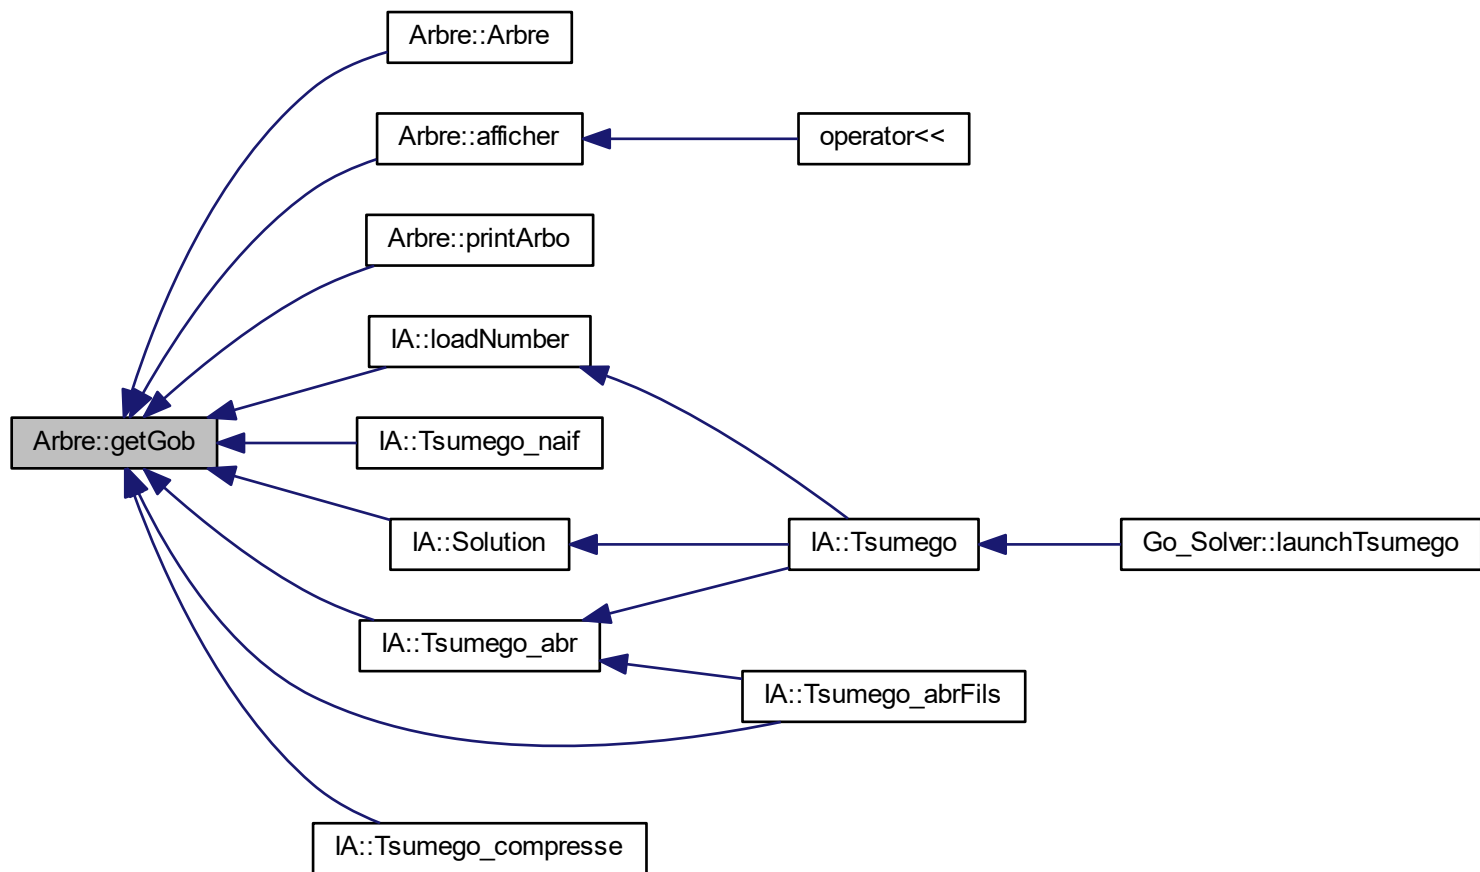 Arbre::Arbre
Arbre::afficher
operator<<
Arbre::printArbo
IA::loadNumber
Arbre::getGob
IA::Tsumego_naif
IA::Solution
IA::Tsumego
Go_Solver::launchTsumego
IA::Tsumego_abr
IA::Tsumego_abrFils
IA::Tsumego_compresse